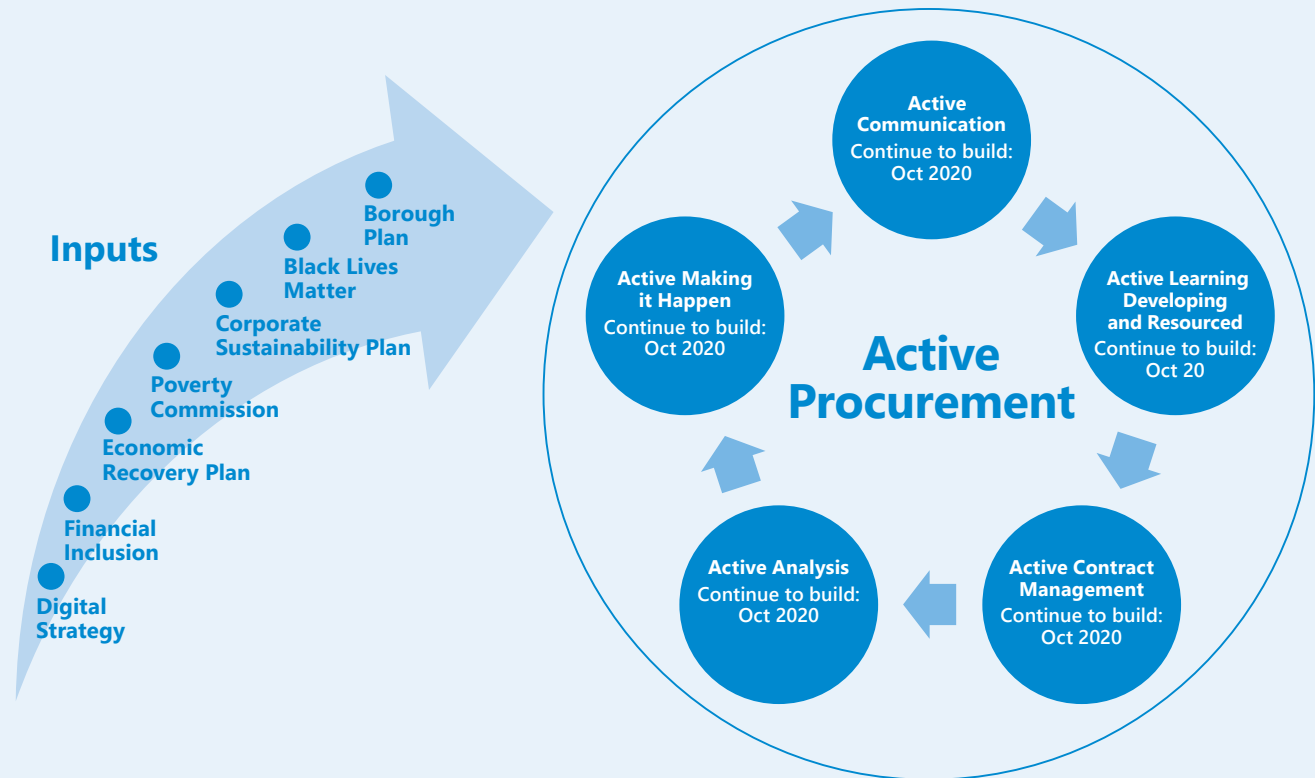 Inputs
Borough
Plan
Black Lives
Matter
Corporate
Sustainability Plan
Poverty
Commission
Economic
Recovery Plan
Financial
Inclusion
Digital
Strategy
Active
Procurement
Active
Communication
Continue to build:
Oct 2020
Active Learning
Developing
and Resourced
Continue to build:
Oct 20
Active Contract
Management
Continue to build:
Oct 2020
Active Analysis
Continue to build:
Oct 2020
Active Making
it Happen
Continue to build:
Oct 2020